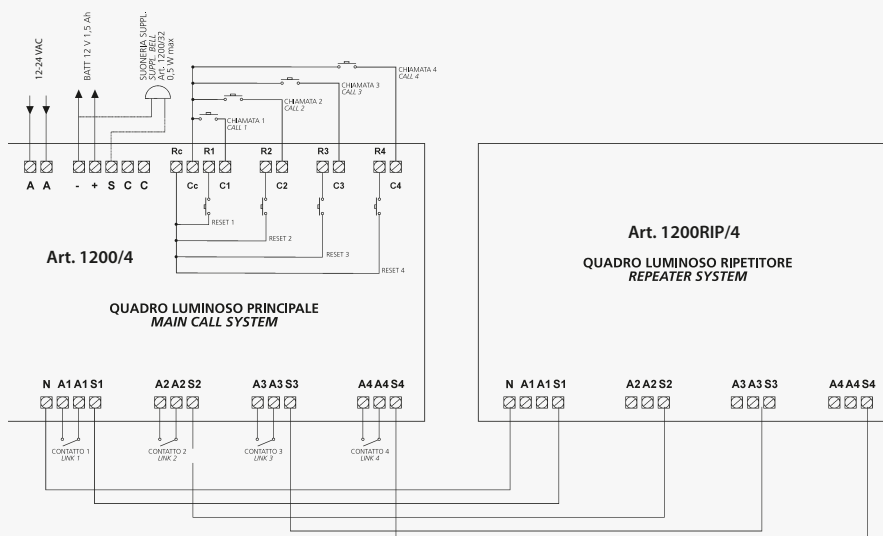 12-24 VAC
BATT 12 V 1,5 Ah
SUONERIA SUPPL.
SUPPL. BELL
Art. 1200/32
0,5 W max
CHIAMATA 4
CALL 4
CHIAMATA 3
CALL 3
CHIAMATA 2
CALL 2
CHIAMATA 1
CALL 1
Rc R1 R2 R3 R4
A A - + S C C Cc C1 C2 C3 C4
RESET 1
RESET 2
RESET 3
RESET 4
Art. 1200/4
QUADRO LUMINOSO PRINCIPALE
MAIN CALL SYSTEM
Art. 1200RIP/4
QUADRO LUMINOSO RIPETITORE
REPEATER SYSTEM
N A1 A1 S1 A2 A2 S2 A3 A3 S3 A4 A4 S4
N A1 A1 S1 A2 A2 S2 A3 A3 S3 A4 A4 S4
CONTATTO 1
LINK 1
CONTATTO 2
LINK 2
CONTATTO 3
LINK 3
CONTATTO 4
LINK 4